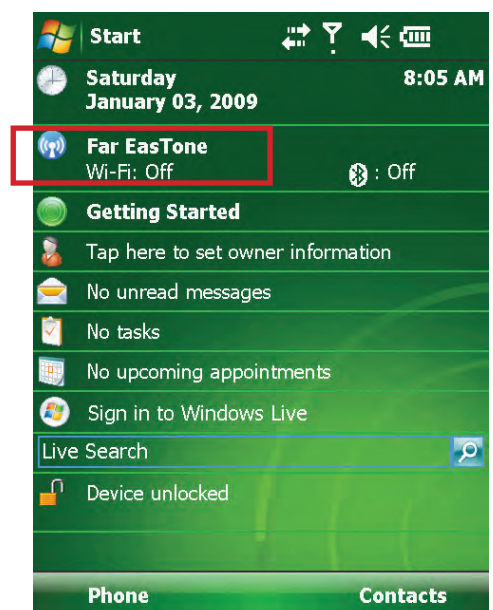 Start
Saturday 8:05 AM
January 03, 2009
Far EasTone
Wi-Fi: Off : Off
Getting Started
Tap here to set owner information
No unread messages
No tasks
No upcoming appointments
Sign in to Windows Live
Live Search
Device unlocked
Phone Contacts